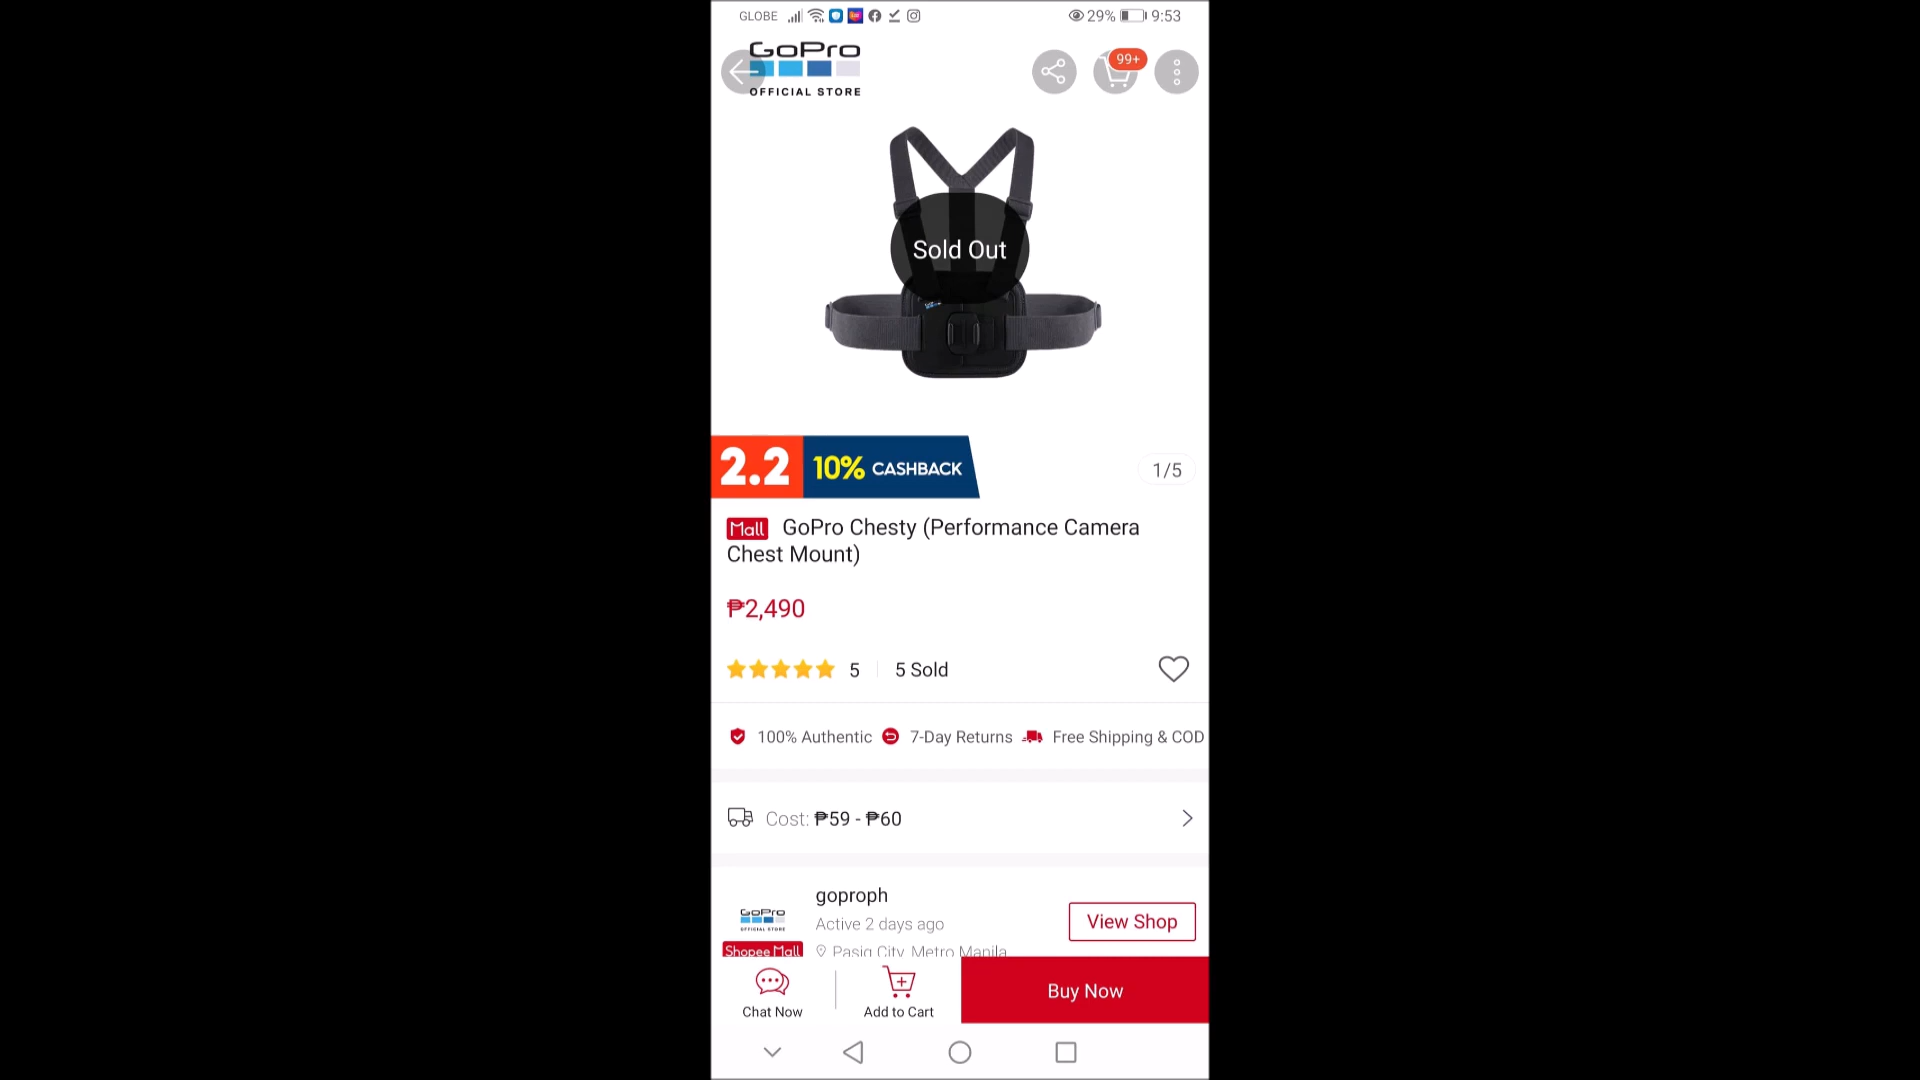 GLOBE 29% 9:53
GoPro
OFFICIAL STORE
99+
Sold Out
2.2 10% CASHBACK
1/5
Mall GoPro Chesty (Performance Camera
Chest Mount)
₱2,490
5 5 Sold
100% Authentic 7-Day Returns Free Shipping & COD
Cost: ₱59 - ₱60
goproph
GoPro
OFFICIAL STORE
Active 2 days ago
View Shop
Shopee Mall Pasig City, Metro Manila
Chat Now Add to Cart Buy Now